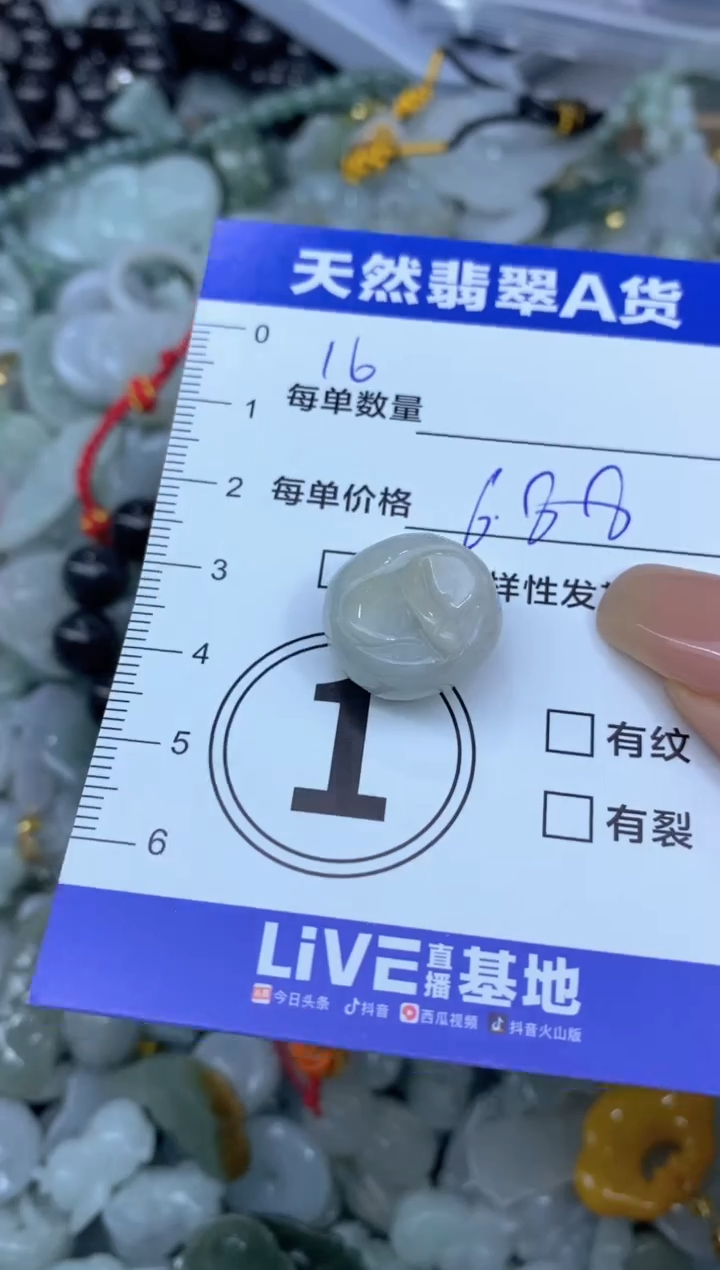 天然翡翠A货
0
16
1 每单数量
2 每单价格 688
3 样性发
4
1
5 有纹
6 有裂
LiVE直播基地
今日头条 抖音 西瓜视频 抖音火山版